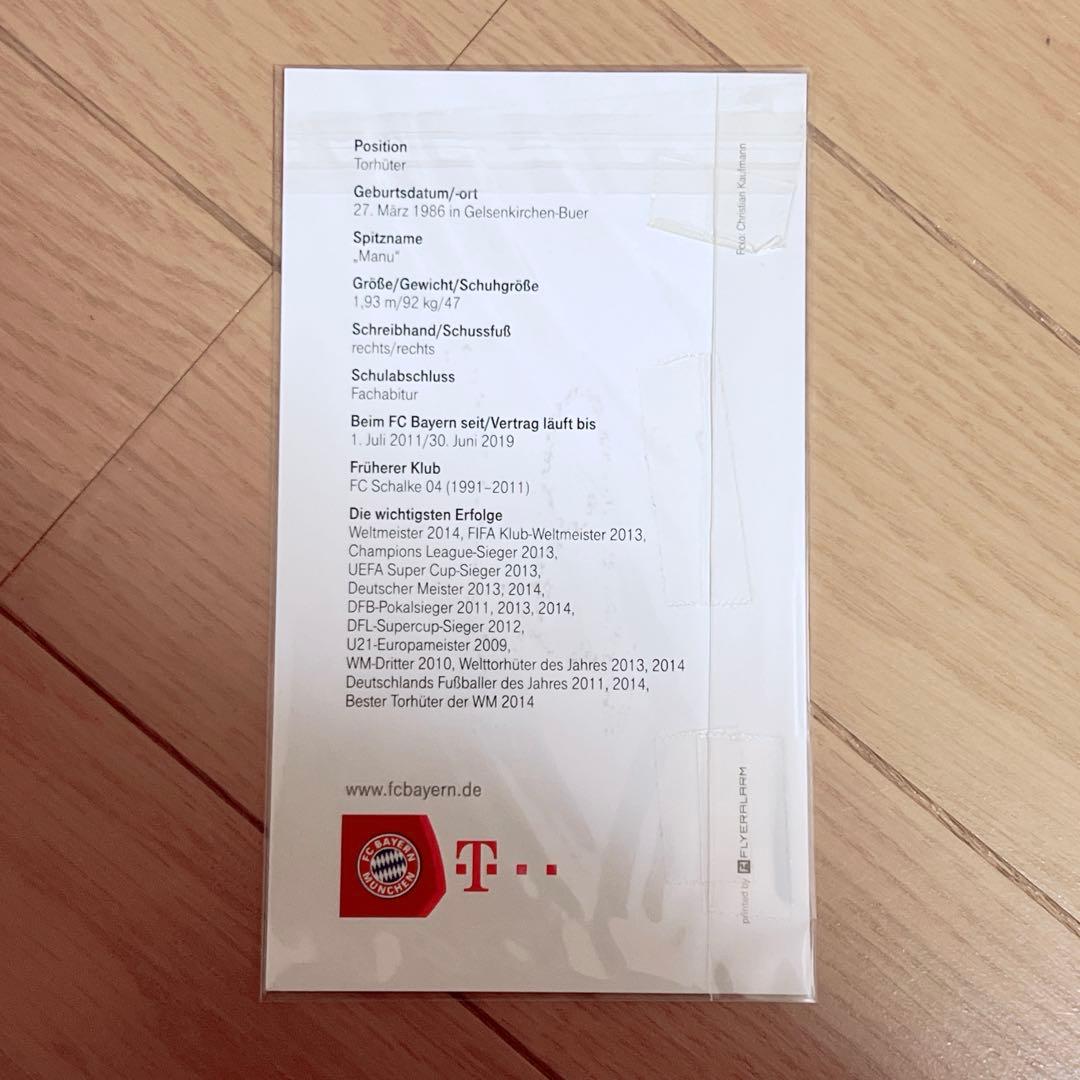 Position
Torhüter
Geburtsdatum/-ort
27. März 1986 in Gelsenkirchen-Buer
Spitzname
„Manu“
Größe/Gewicht/Schuhgröße
1,93 m/92 kg/47
Schreibhand/Schussfuß
rechts/rechts
Schulabschluss
Fachabitur
Beim FC Bayern seit/Vertrag läuft bis
1. Juli 2011/30. Juni 2019
Früherer Klub
FC Schalke 04 (1991–2011)
Die wichtigsten Erfolge
Weltmeister 2014, FIFA Klub-Weltmeister 2013,
Champions League-Sieger 2013,
UEFA Super Cup-Sieger 2013,
Deutscher Meister 2013, 2014,
DFB-Pokalsieger 2011, 2013, 2014,
DFL-Supercup-Sieger 2012,
U21-Europameister 2009,
WM-Dritter 2010, Welttorhüter des Jahres 2013, 2014
Deutschlands Fußballer des Jahres 2011, 2014,
Bester Torhüter der WM 2014
www.fcbayern.de
FC BAYERN
MÜNCHEN
T
Foto: Christian Kaufmann
printed by FLYERALARM